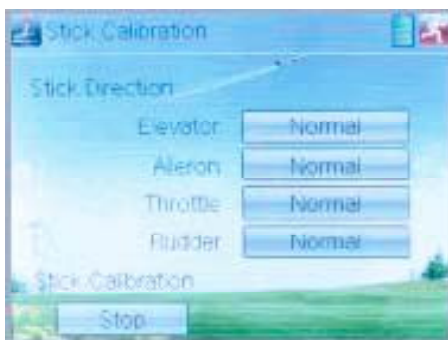 Stick Calibration
Stick Direction
Elevator Normal
Aileron Normal
Throttle Normal
Rudder Normal
Stick Calibration
Stop